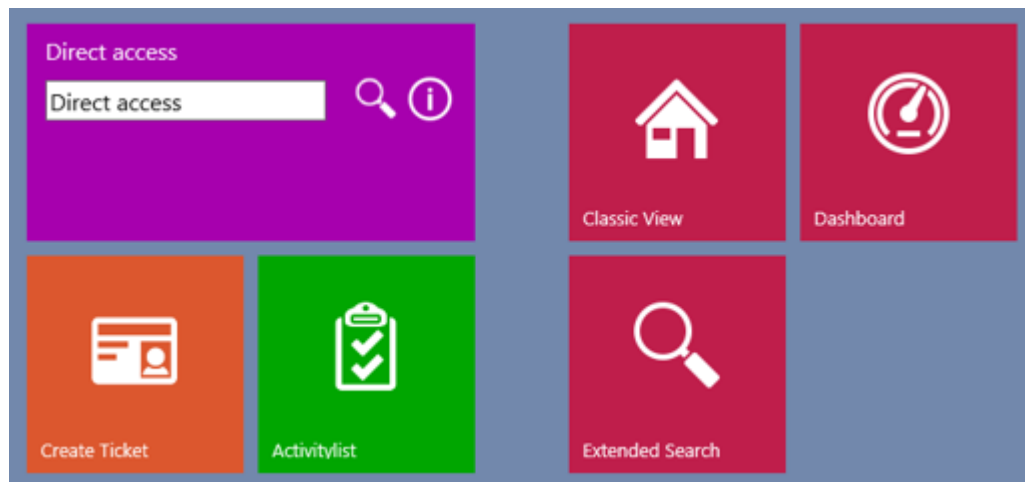 Direct access
Direct access
Classic View
Dashboard
Create Ticket
Activitylist
Extended Search